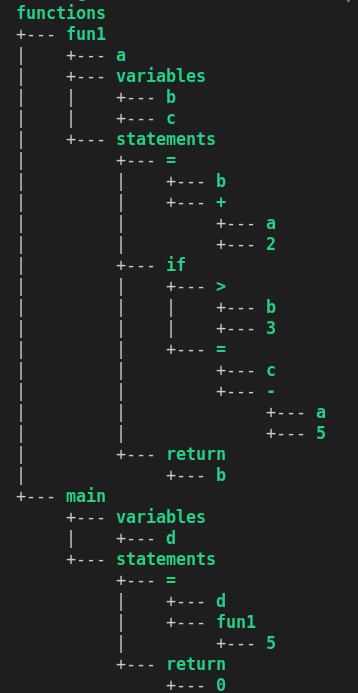 functions
+--- fun1
|    +--- a
|    +--- variables
|    |    +--- b
|    |    +--- c
|    +--- statements
|         +--- =
|         |    +--- b
|         |    +--- +
|         |         +--- a
|         |         +--- 2
|         +--- if
|         |    +--- >
|         |    |    +--- b
|         |    |    +--- 3
|         |    +--- =
|         |         +--- c
|         |         +--- -
|         |              +--- a
|         |              +--- 5
|         +--- return
|              +--- b
+--- main
     +--- variables
     |    +--- d
     +--- statements
          +--- =
          |    +--- d
          |    +--- fun1
          |         +--- 5
          +--- return
               +--- 0